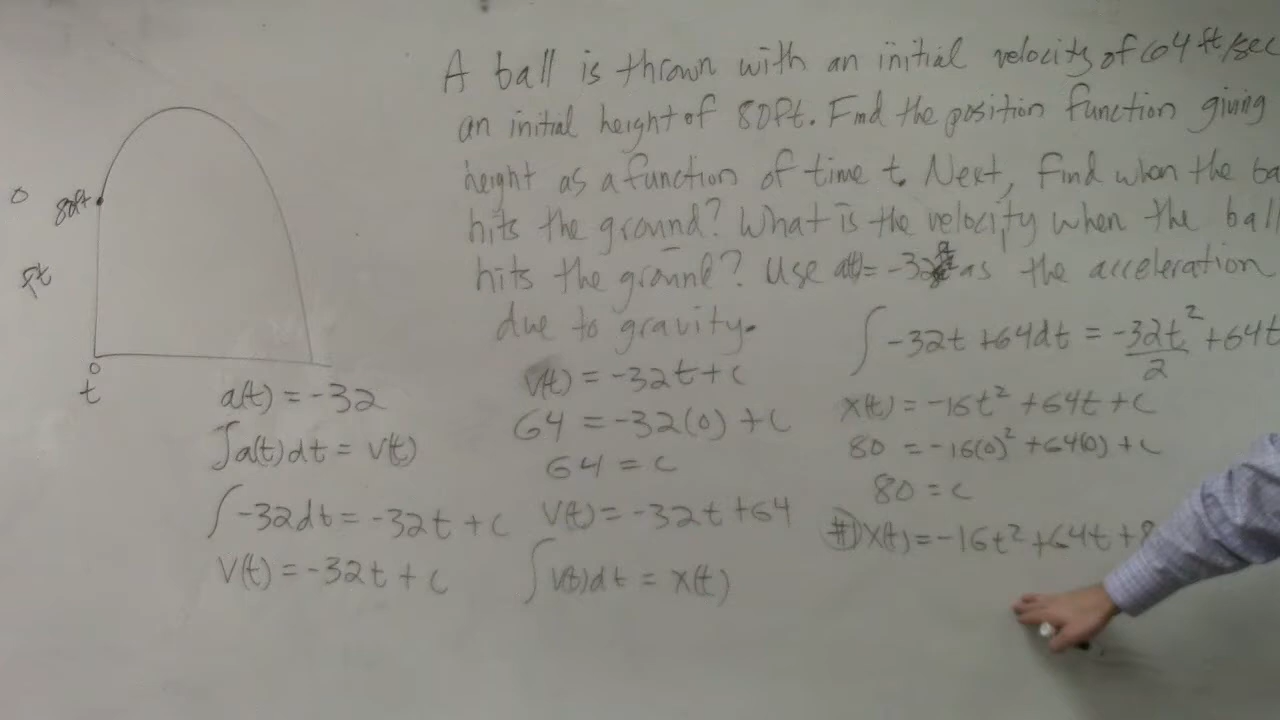 A ball is thrown with an initial velocity of 64 ft/sec
an initial height of 80ft. Find the position function giving
height as a function of time t. Next, find when the ba
hits the ground? What is the velocity when the ball
hits the ground? Use a(t) = -32 as the acceleration
due to gravity.
0
80ft
ft
0
t
a(t) = -32
∫a(t)dt = v(t)
∫-32dt = -32t + c
V(t) = -32t + c
v(t) = -32t + c
64 = -32(0) + c
64 = c
V(t) = -32t + 64
∫v(t)dt = x(t)
∫-32t + 64dt = -32t²/2 + 64t
x(t) = -16t² + 64t + c
80 = -16(0)² + 64(0) + c
80 = c
#1 x(t) = -16t² + 64t + 8